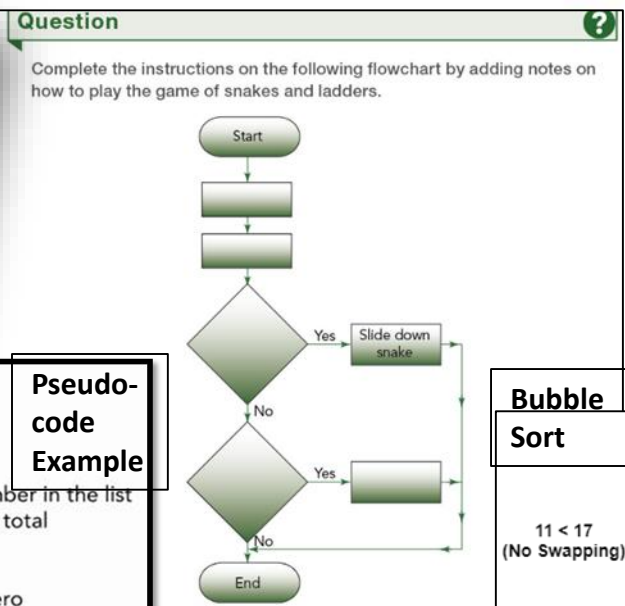 Question
?
Complete the instructions on the following flowchart by adding notes on
how to play the game of snakes and ladders.
Start
Yes
Slide down
snake
No
Yes
No
End
Pseudo-
code
Example
ber in the list
total
ero
Bubble
Sort
11 < 17
(No Swapping)